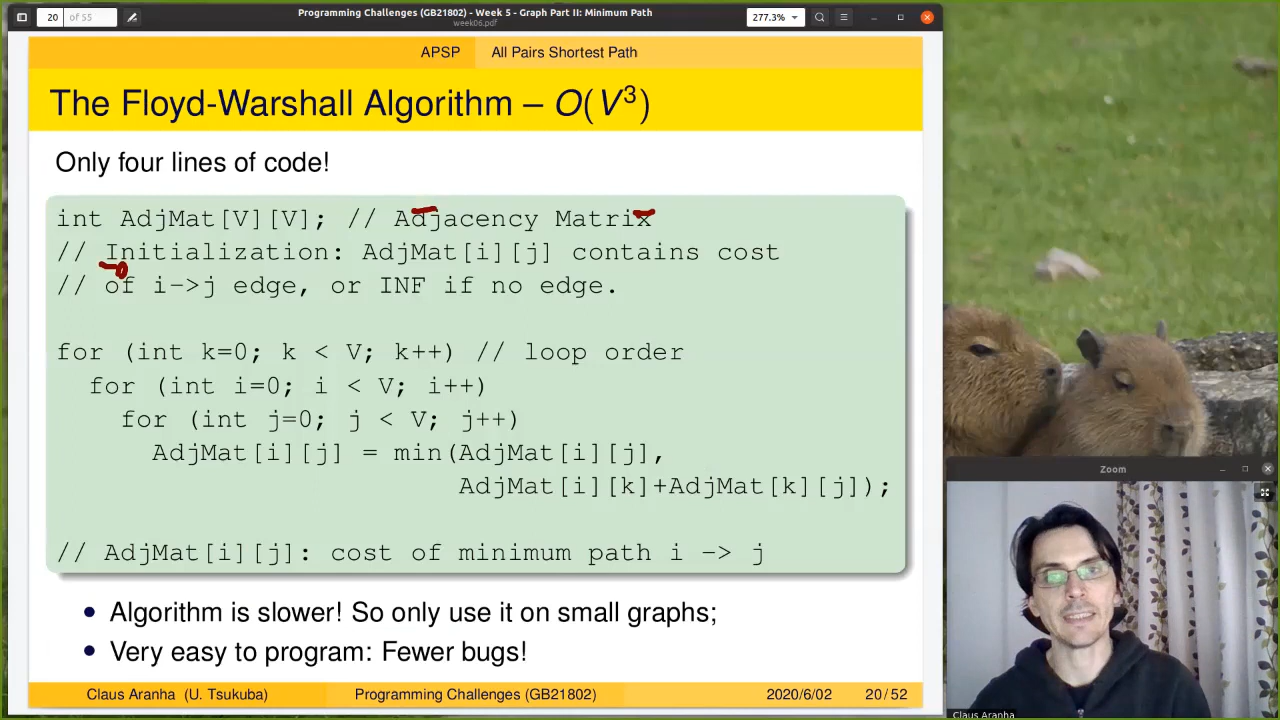 20 of 55
Programming Challenges (GB21802) - Week 5 - Graph Part II: Minimum Path
week06.pdf
277.3%
APSP All Pairs Shortest Path
The Floyd-Warshall Algorithm – O(V³)
Only four lines of code!
int AdjMat[V][V]; // Adjacency Matrix
// Initialization: AdjMat[i][j] contains cost
// of i->j edge, or INF if no edge.
for (int k=0; k < V; k++) // loop order
for (int i=0; i < V; i++)
for (int j=0; j < V; j++)
AdjMat[i][j] = min(AdjMat[i][j],
AdjMat[i][k]+AdjMat[k][j]);
// AdjMat[i][j]: cost of minimum path i -> j
• Algorithm is slower! So only use it on small graphs;
• Very easy to program: Fewer bugs!
Claus Aranha (U. Tsukuba) Programming Challenges (GB21802) 2020/6/02 20/52
Zoom
Claus Aranha